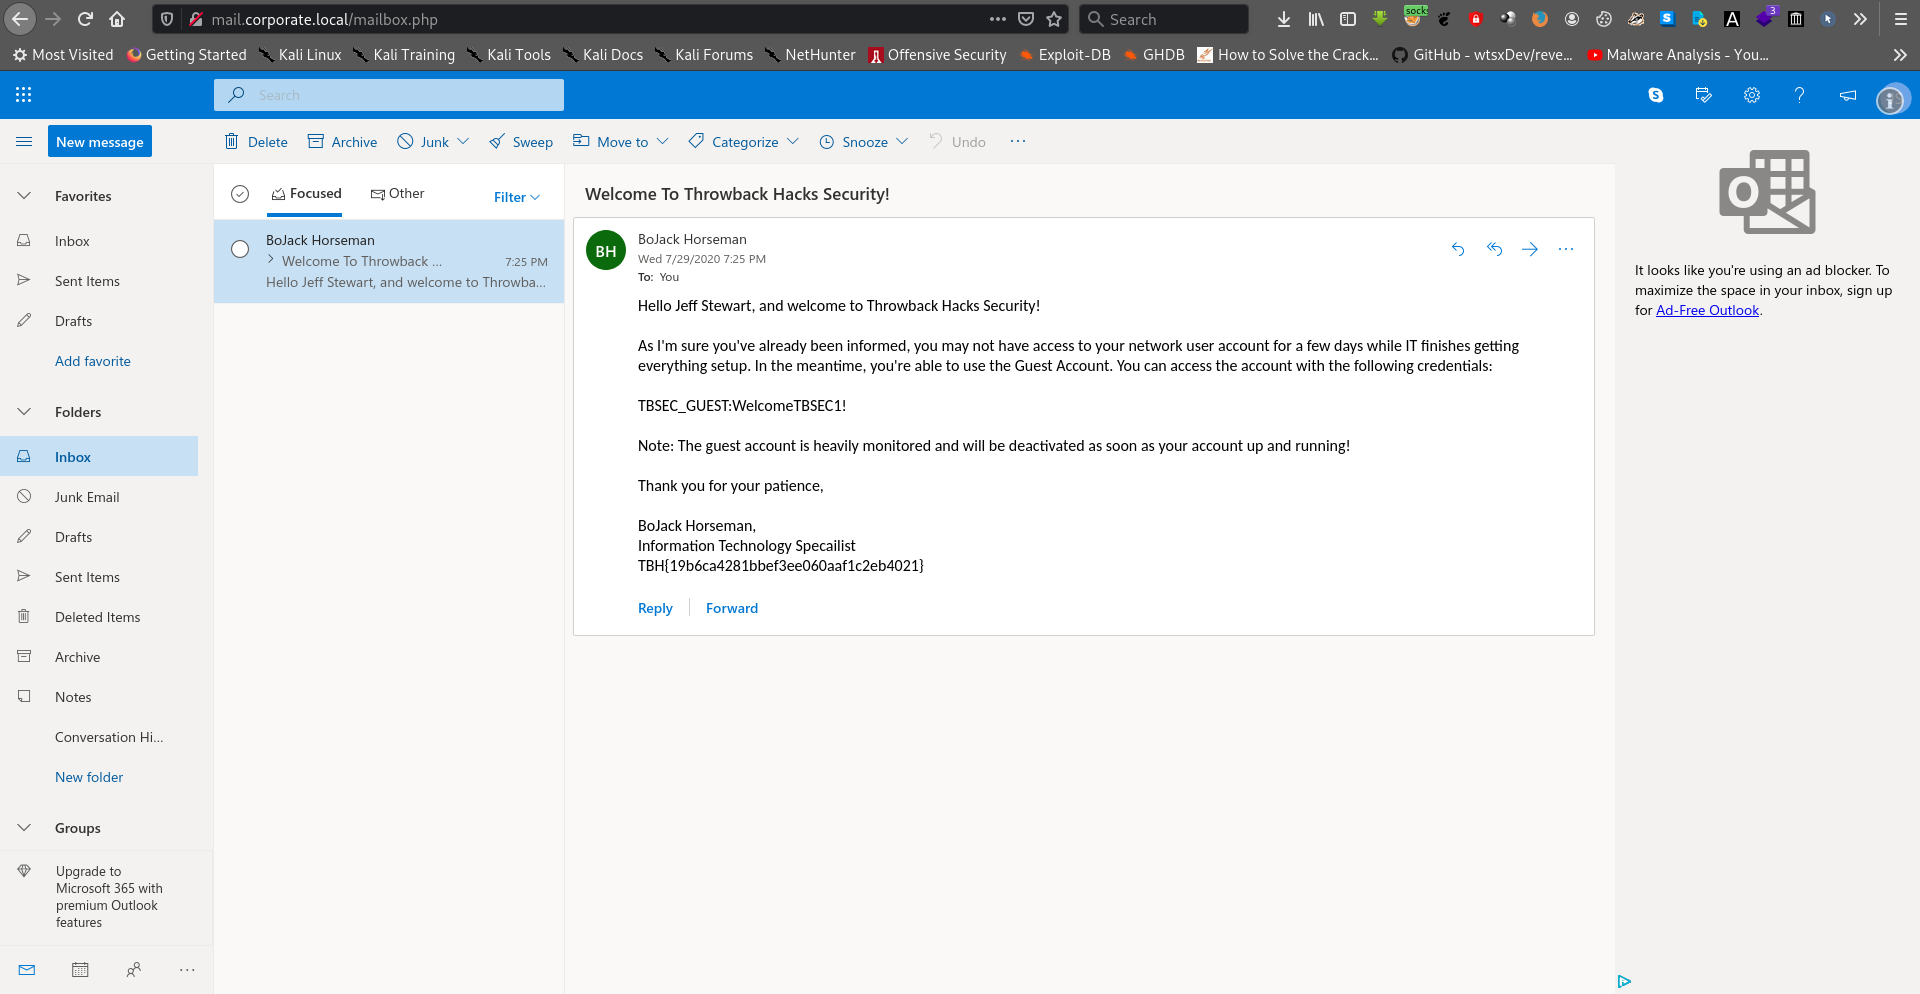 mail.corporate.local/mailbox.php
Search
socks
3
Most Visited
Getting Started
Kali Linux
Kali Training
Kali Tools
Kali Docs
Kali Forums
NetHunter
Offensive Security
Exploit-DB
GHDB
How to Solve the Crack...
GitHub - wtsxDev/reve...
Malware Analysis - You...
Search
New message
Delete
Archive
Junk
Sweep
Move to
Categorize
Snooze
Undo
Favorites
Inbox
Sent Items
Drafts
Add favorite
Folders
Inbox
Junk Email
Drafts
Sent Items
Deleted Items
Archive
Notes
Conversation Hi...
New folder
Groups
Upgrade to
Microsoft 365 with
premium Outlook
features
Focused
Other
Filter
BoJack Horseman
Welcome To Throwback ...
7:25 PM
Hello Jeff Stewart, and welcome to Throwba...
Welcome To Throwback Hacks Security!
BH
BoJack Horseman
Wed 7/29/2020 7:25 PM
To: You
Hello Jeff Stewart, and welcome to Throwback Hacks Security!
As I'm sure you've already been informed, you may not have access to your network user account for a few days while IT finishes getting
everything setup. In the meantime, you're able to use the Guest Account. You can access the account with the following credentials:
TBSEC_GUEST:WelcomeTBSEC1!
Note: The guest account is heavily monitored and will be deactivated as soon as your account up and running!
Thank you for your patience,
BoJack Horseman,
Information Technology Specailist
TBH{19b6ca4281bbef3ee060aaf1c2eb4021}
Reply
Forward
It looks like you're using an ad blocker. To
maximize the space in your inbox, sign up
for Ad-Free Outlook.